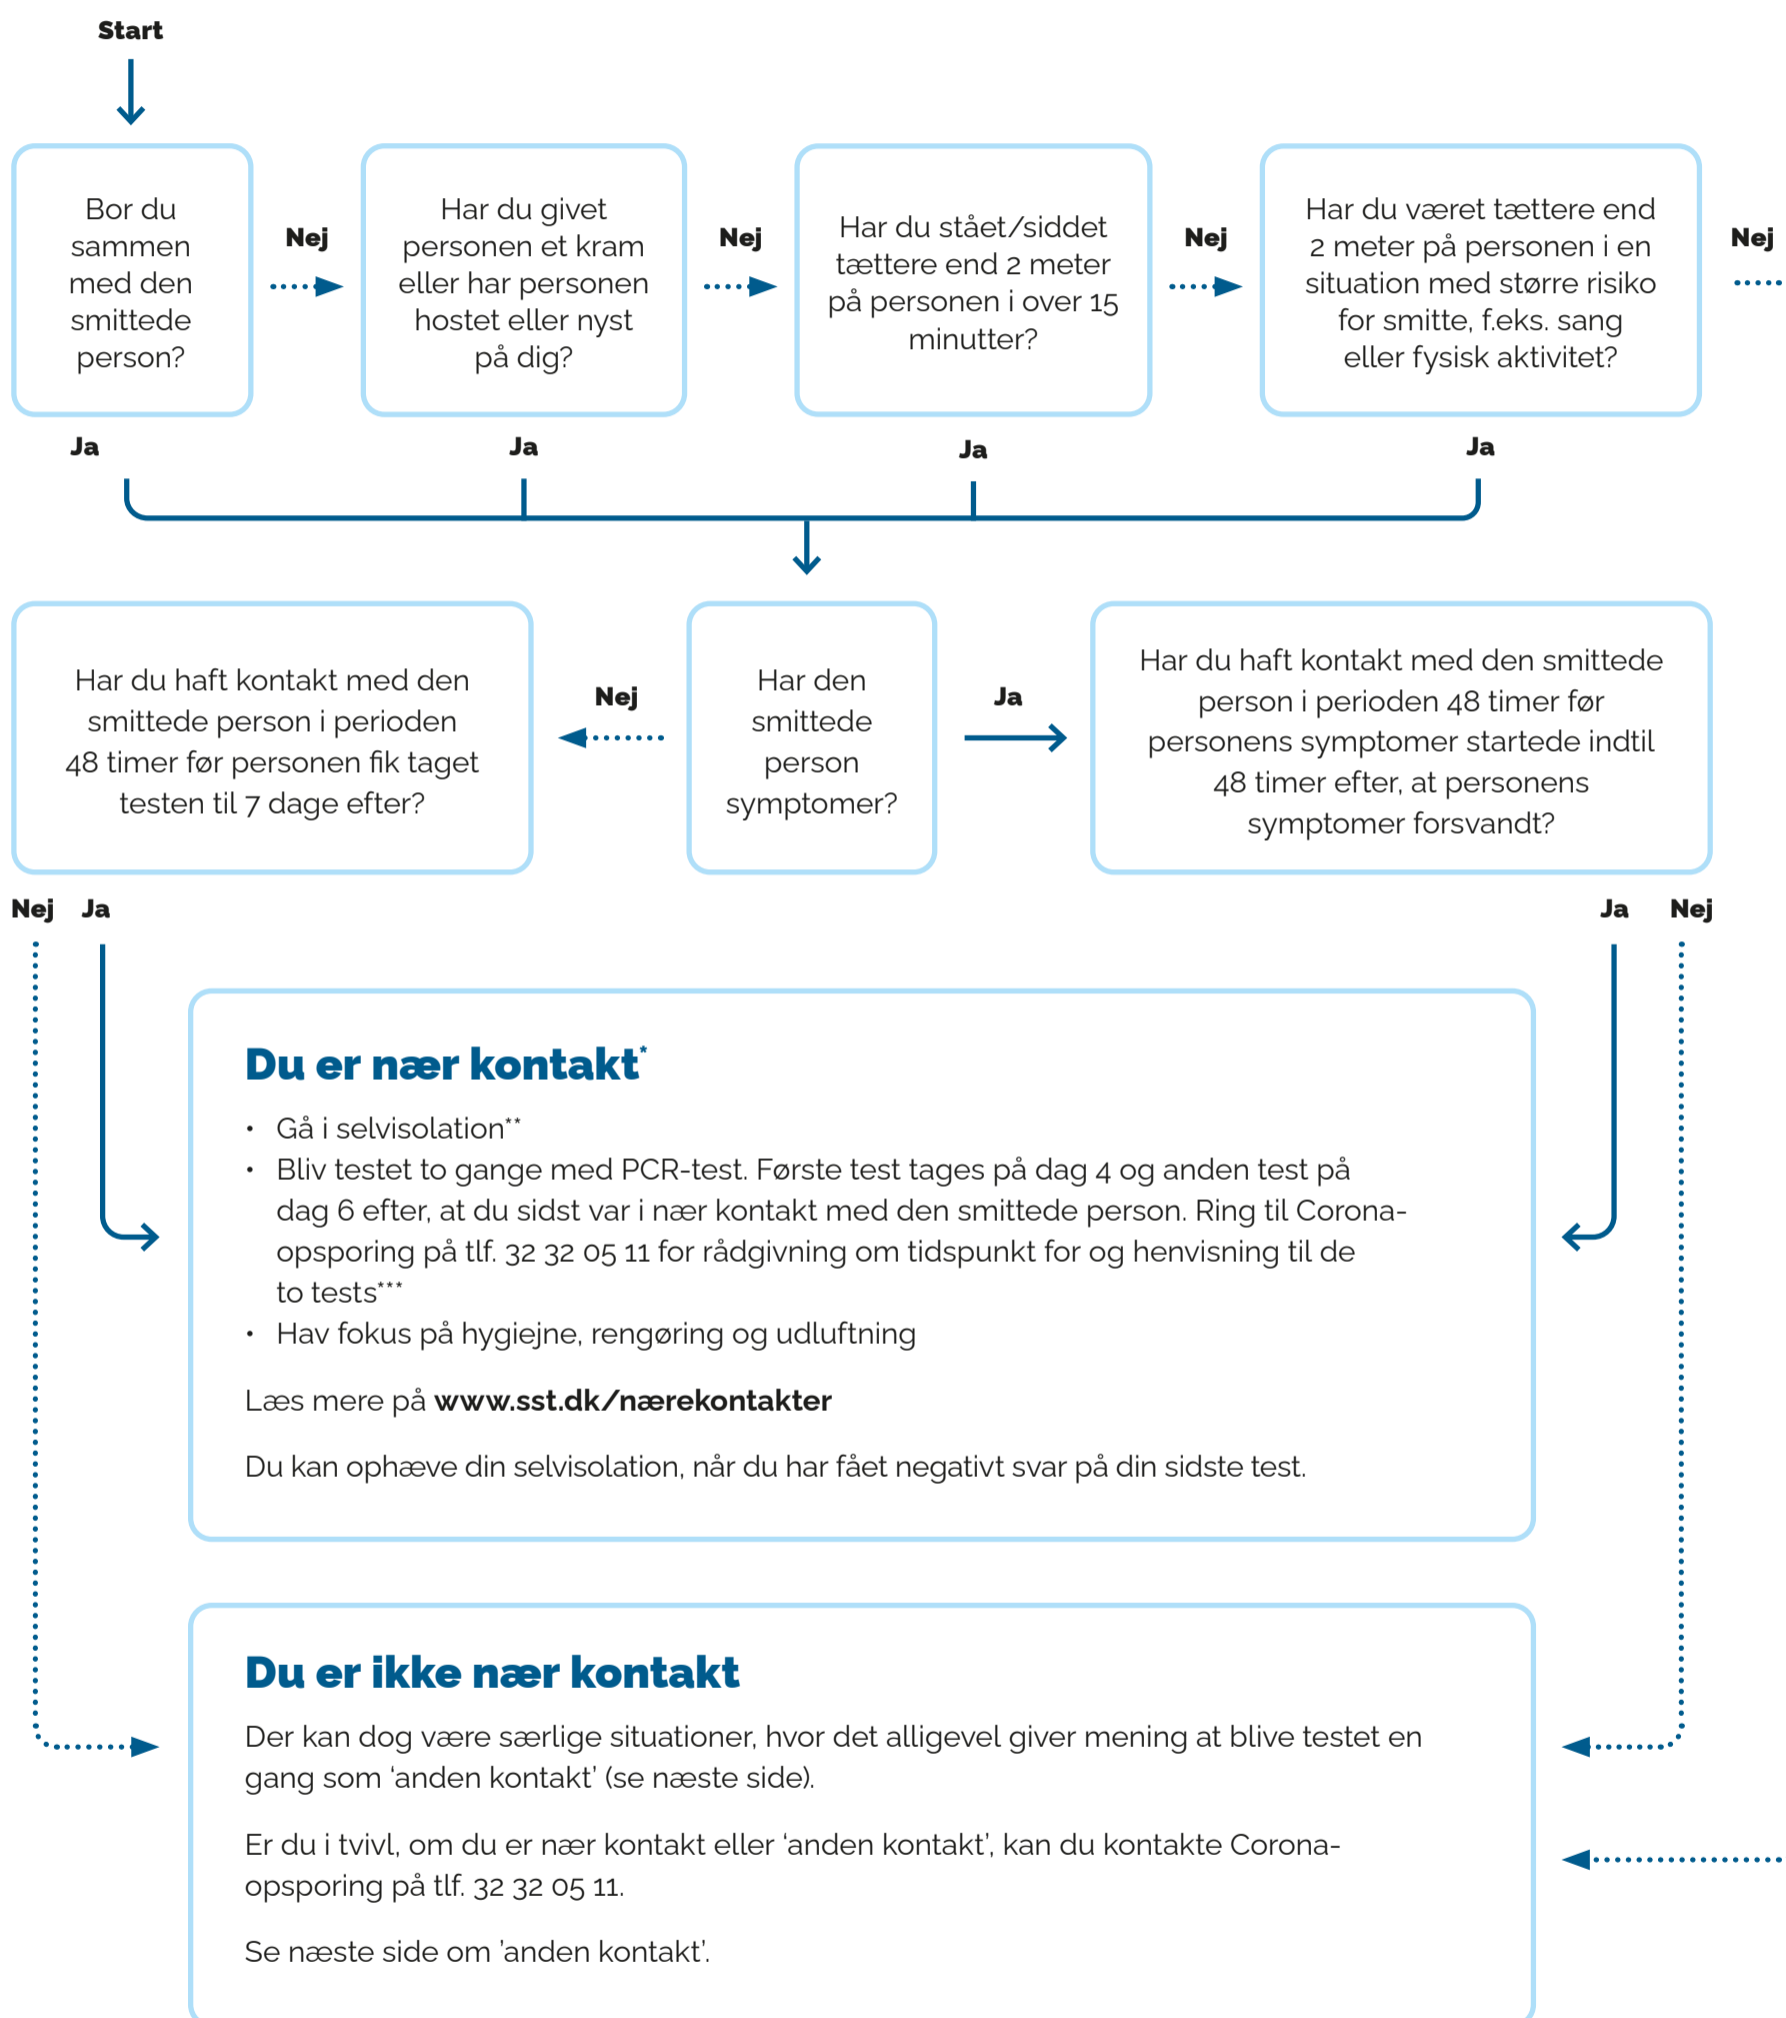 Start
Bor du
sammen
med den
smittede
person?
Nej
Har du givet
personen et kram
eller har personen
hostet eller nyst
på dig?
Nej
Har du stået/siddet
tættere end 2 meter
på personen i over 15
minutter?
Nej
Har du været tættere end
2 meter på personen i en
situation med større risiko
for smitte, f.eks. sang
eller fysisk aktivitet?
Nej
Ja
Ja
Ja
Ja
Har du haft kontakt med den
smittede person i perioden
48 timer før personen fik taget
testen til 7 dage efter?
Nej
Har den
smittede
person
symptomer?
Ja
Har du haft kontakt med den smittede
person i perioden 48 timer før
personens symptomer startede indtil
48 timer efter, at personens
symptomer forsvandt?
Nej Ja
Ja Nej
Du er nær kontakt*
• Gå i selvisolation**
• Bliv testet to gange med PCR-test. Første test tages på dag 4 og anden test på
dag 6 efter, at du sidst var i nær kontakt med den smittede person. Ring til Corona-
opsporing på tlf. 32 32 05 11 for rådgivning om tidspunkt for og henvisning til de
to tests***
• Hav fokus på hygiejne, rengøring og udluftning
Læs mere på www.sst.dk/nærekontakter
Du kan ophæve din selvisolation, når du har fået negativt svar på din sidste test.
Du er ikke nær kontakt
Der kan dog være særlige situationer, hvor det alligevel giver mening at blive testet en
gang som ‘anden kontakt’ (se næste side).
Er du i tvivl, om du er nær kontakt eller ‘anden kontakt’, kan du kontakte Corona-
opsporing på tlf. 32 32 05 11.
Se næste side om ’anden kontakt’.